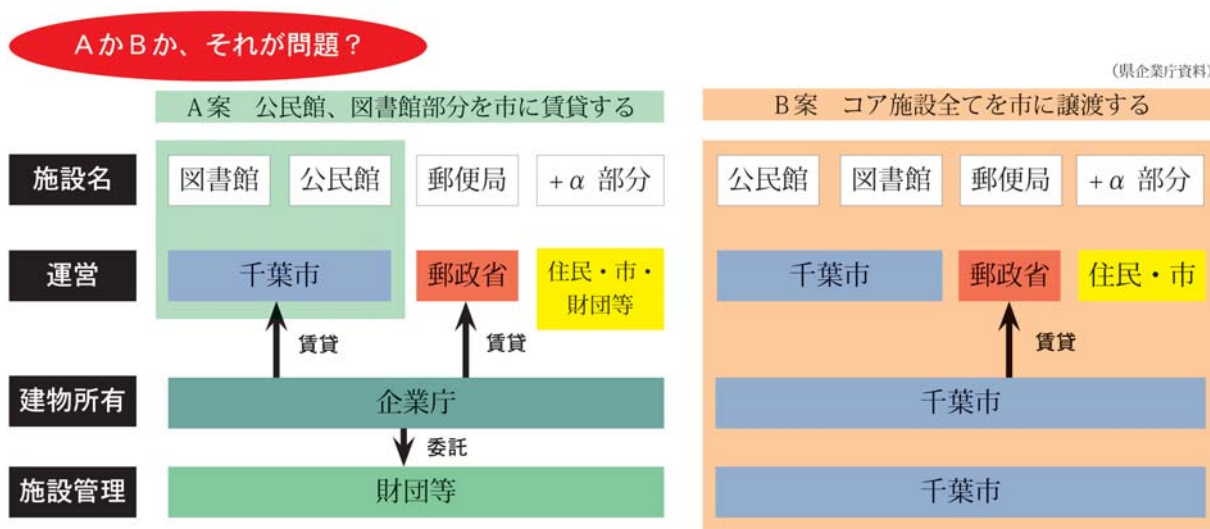 AかBか、それが問題?
(県企業庁資料)
A案 公民館、図書館部分を市に賃貸する
B案 コア施設全てを市に譲渡する
施設名
図書館
公民館
郵便局
+α 部分
公民館
図書館
郵便局
+α 部分
運営
千葉市
郵政省
住民・市・
財団等
千葉市
郵政省
住民・市
賃貸
賃貸
賃貸
建物所有
企業庁
千葉市
委託
施設管理
財団等
千葉市